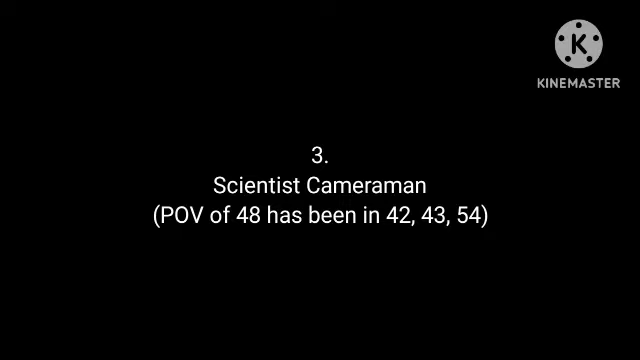 K
KINEMASTER
3.
Scientist Cameraman
(POV of 48 has been in 42, 43, 54)